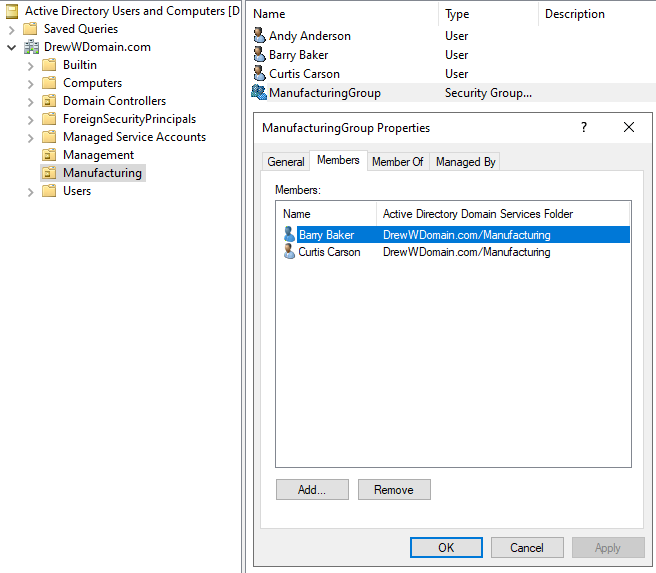 Active Directory Users and Computers [D
Saved Queries
DrewWDomain.com
Builtin
Computers
Domain Controllers
ForeignSecurityPrincipals
Managed Service Accounts
Management
Manufacturing
Users
Name Type Description
Andy Anderson User
Barry Baker User
Curtis Carson User
ManufacturingGroup Security Group...
ManufacturingGroup Properties ?
General Members Member Of Managed By
Members:
Name Active Directory Domain Services Folder
Barry Baker DrewWDomain.com/Manufacturing
Curtis Carson DrewWDomain.com/Manufacturing
Add... Remove
OK Cancel Apply